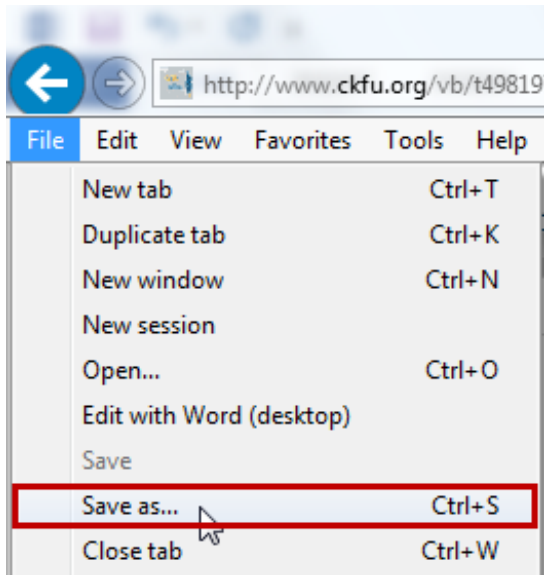 http://www.ckfu.org/vb/t49819
File Edit View Favorites Tools Help
New tab Ctrl+T
Duplicate tab Ctrl+K
New window Ctrl+N
New session
Open... Ctrl+O
Edit with Word (desktop)
Save
Save as... Ctrl+S
Close tab Ctrl+W